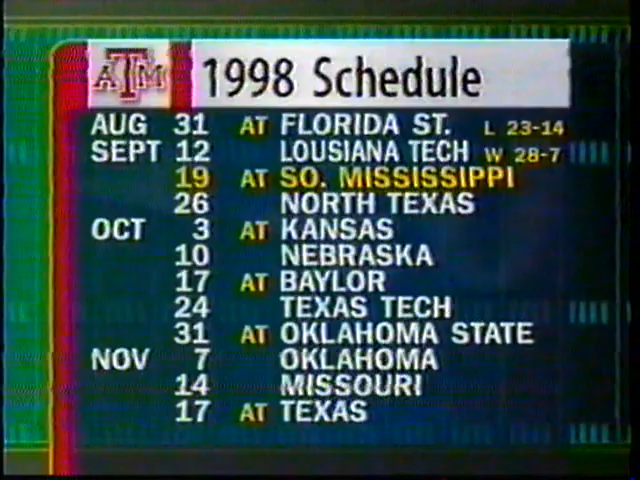 ATM 1998 Schedule
AUG 31 AT FLORIDA ST. L 23-14
SEPT 12 LOUSIANA TECH W 28-7
19 AT SO. MISSISSIPPI
26 NORTH TEXAS
OCT 3 AT KANSAS
10 NEBRASKA
17 AT BAYLOR
24 TEXAS TECH
31 AT OKLAHOMA STATE
NOV 7 OKLAHOMA
14 MISSOURI
17 AT TEXAS